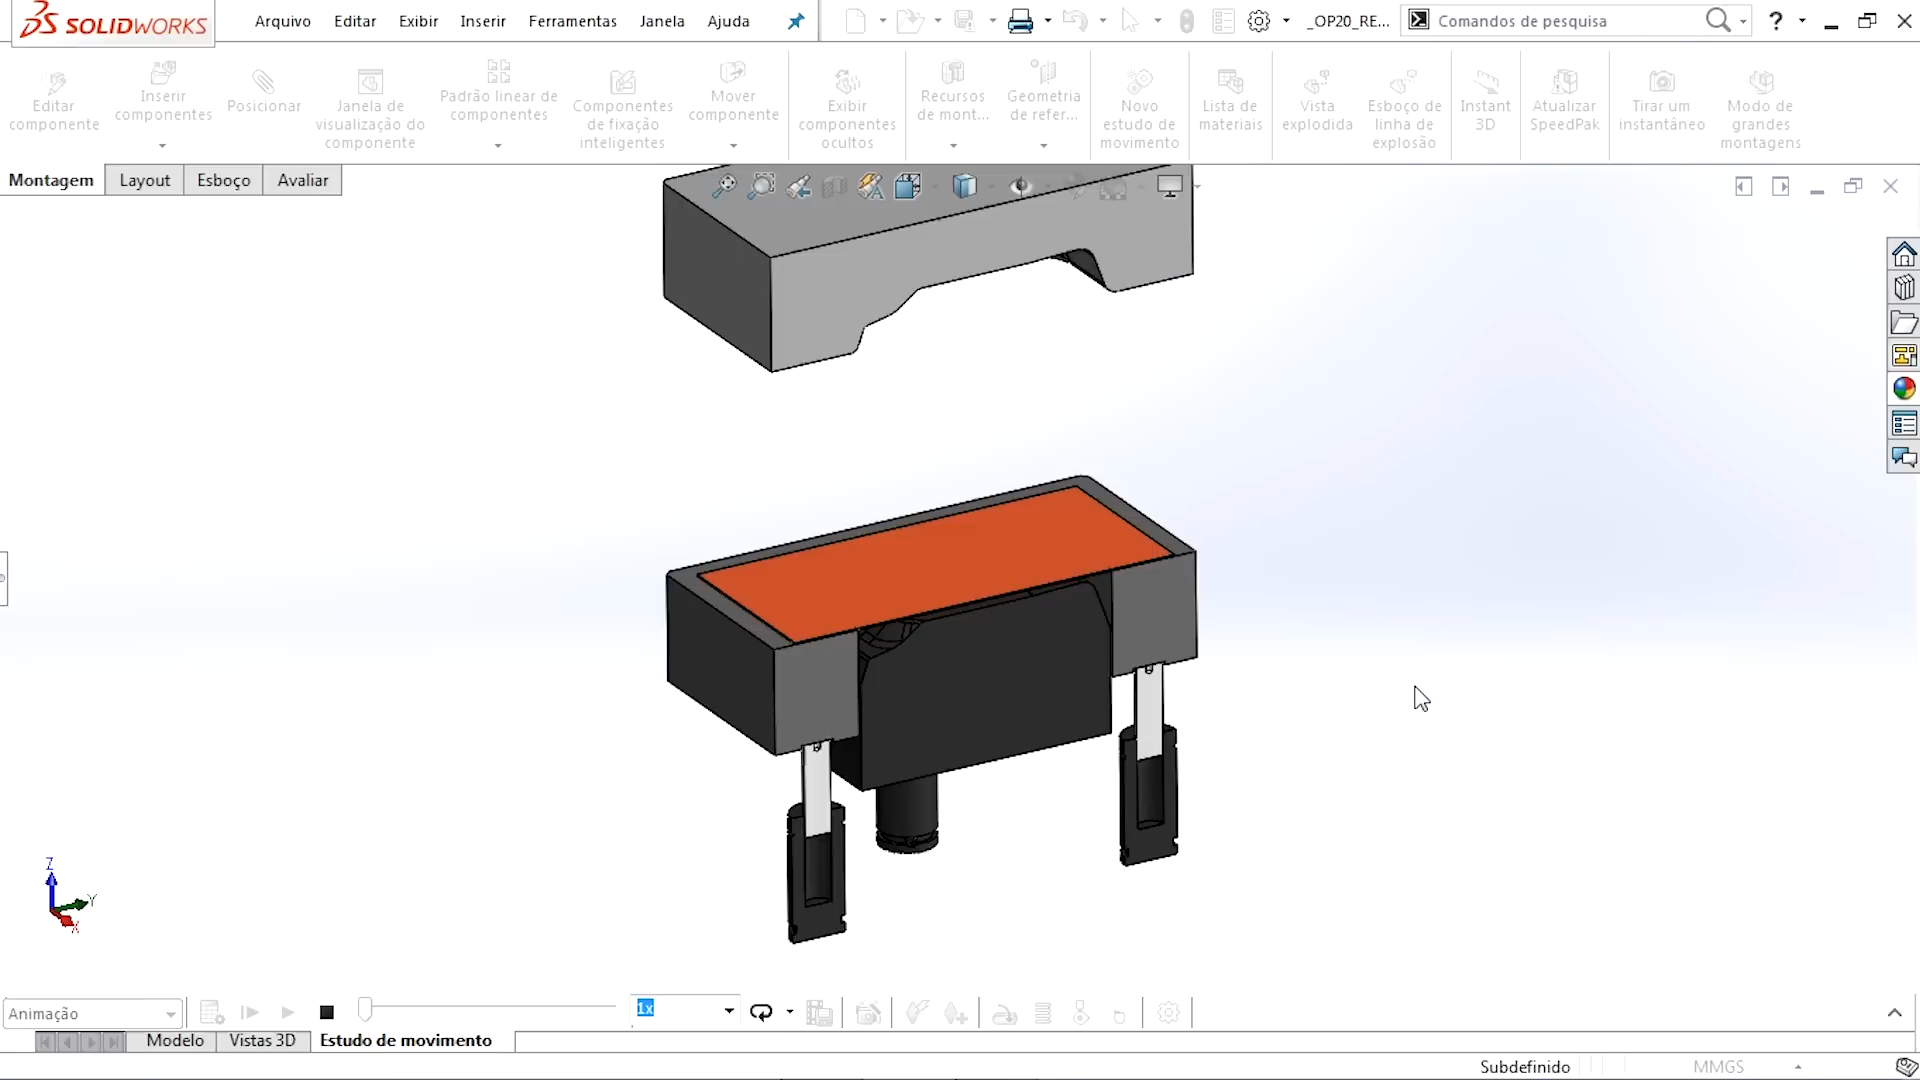 SOLIDWORKS
Arquivo Editar Exibir Inserir Ferramentas Janela Ajuda
_OP20_RE...
Comandos de pesquisa
?
Editar componente
Inserir componentes
Posicionar
Janela de visualização do componente
Padrão linear de componentes
Componentes de fixação inteligentes
Mover componente
Exibir componentes ocultos
Recursos de mont...
Geometria de refer...
Novo estudo de movimento
Lista de materiais
Vista explodida
Esboço de linha de explosão
Instant 3D
Atualizar SpeedPak
Tirar um instantâneo
Modo de grandes montagens
Montagem Layout Esboço Avaliar
Z
Y
X
Animação
1x
Modelo Vistas 3D Estudo de movimento
Subdefinido MMGS